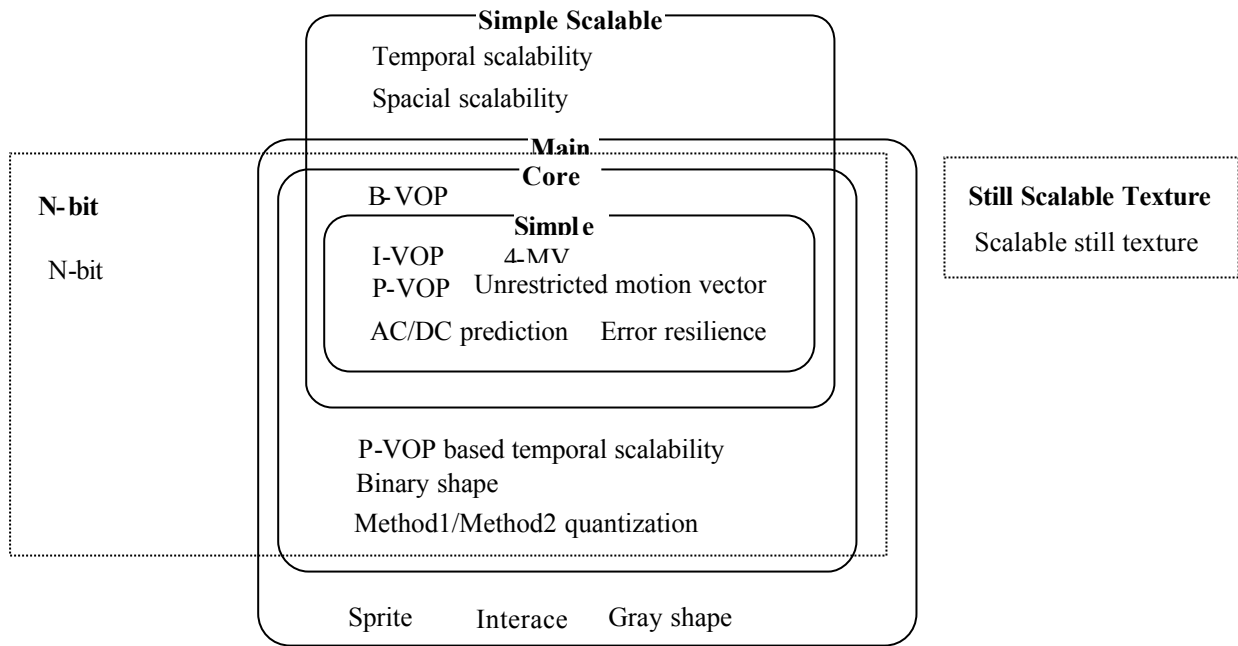 Simple Scalable
Temporal scalability
Spacial scalability
Main
Core
B-VOP
N-bit
N-bit
Simple
I-VOP 4-MV
P-VOP Unrestricted motion vector
AC/DC prediction Error resilience
P-VOP based temporal scalability
Binary shape
Method1/Method2 quantization
Sprite Interace Gray shape
Still Scalable Texture
Scalable still texture